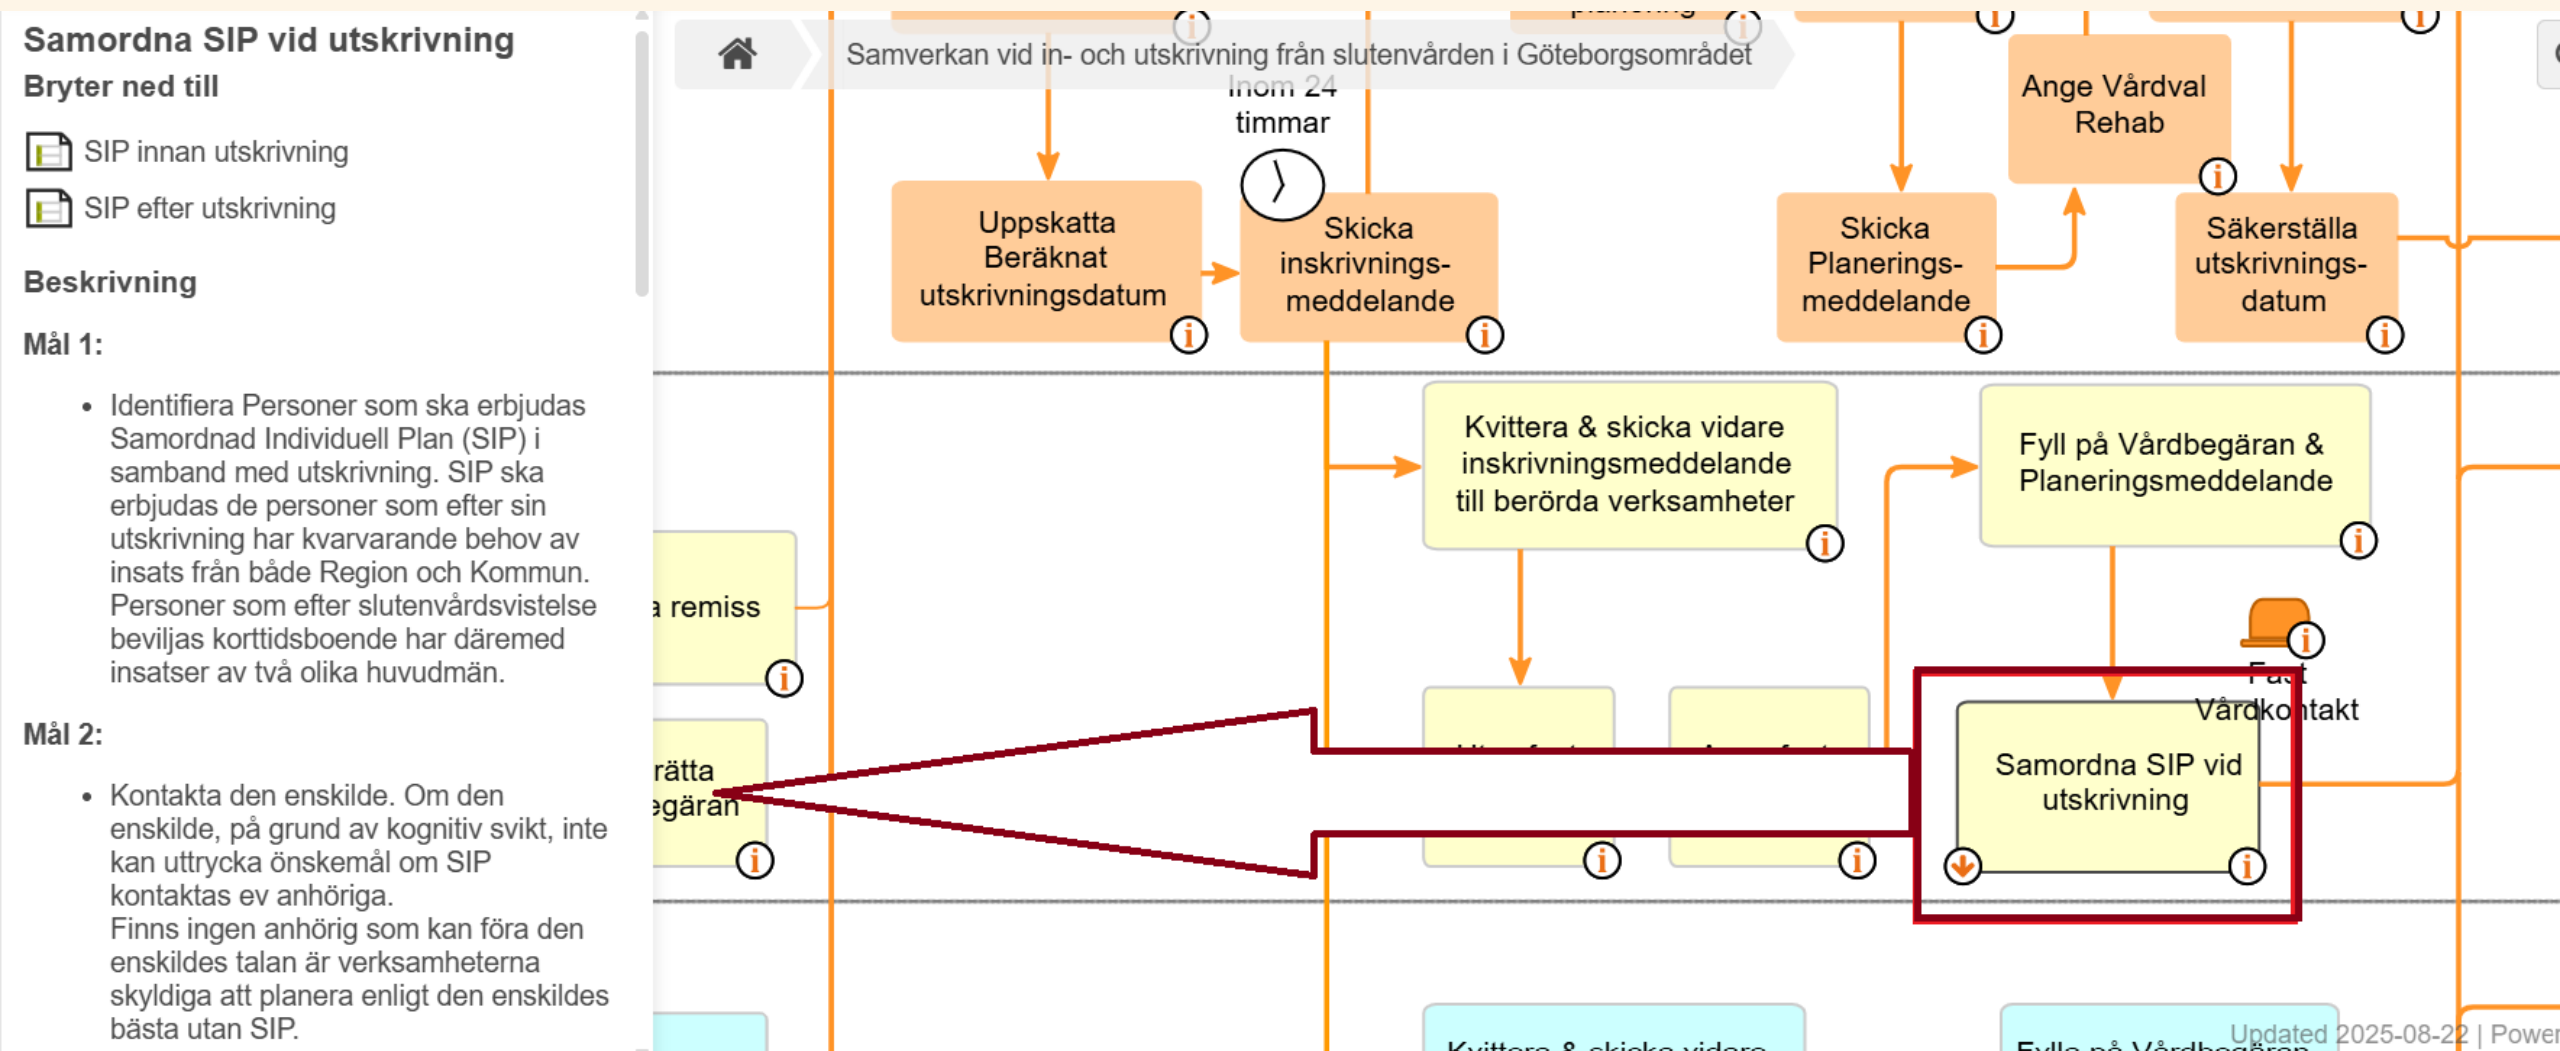 Samordna SIP vid utskrivning
Bryter ned till
SIP innan utskrivning
SIP efter utskrivning
Beskrivning
Mål 1:
• Identifiera Personer som ska erbjudas
Samordnad Individuell Plan (SIP) i
samband med utskrivning. SIP ska
erbjudas de personer som efter sin
utskrivning har kvarvarande behov av
insats från både Region och Kommun.
Personer som efter slutenvårdsvistelse
beviljas korttidsboende har däremed
insatser av två olika huvudmän.
Mål 2:
• Kontakta den enskilde. Om den
enskilde, på grund av kognitiv svikt, inte
kan uttrycka önskemål om SIP
kontaktas ev anhöriga.
Finns ingen anhörig som kan föra den
enskildes talan är verksamheterna
skyldiga att planera enligt den enskildes
bästa utan SIP.
planering
Samverkan vid in- och utskrivning från slutenvården i Göteborgsområdet
Inom 24
timmar
Ange Vårdval
Rehab
Uppskatta
Beräknat
utskrivningsdatum
Skicka
inskrivnings-
meddelande
Skicka
Planerings-
meddelande
Säkerställa
utskrivnings-
datum
Kvittera & skicka vidare
inskrivningsmeddelande
till berörda verksamheter
Fyll på Vårdbegäran &
Planeringsmeddelande
a remiss
Fast
Vårdkontakt
rätta
egäran
Samordna SIP vid
utskrivning
Kvittera & skicka vidare
Fylla på Vårdbegäran
Updated 2025-08-22 | Power